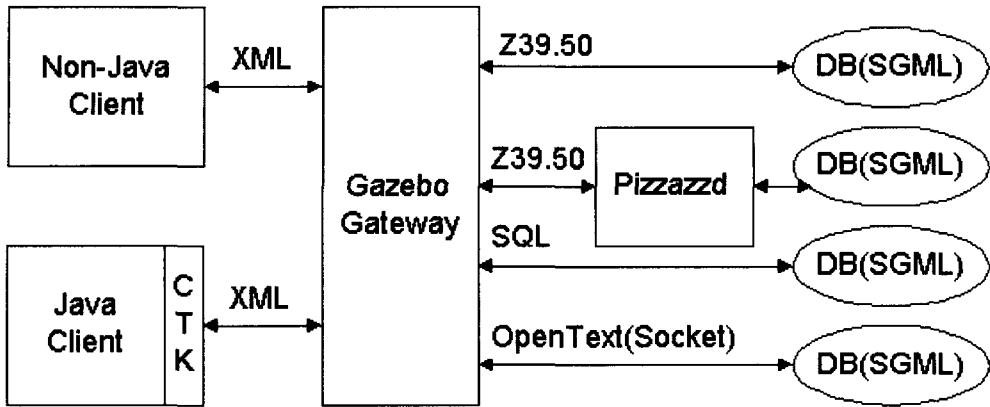 Non-Java
Client
XML
Java
Client
C
T
K
XML
Gazebo
Gateway
Z39.50
DB(SGML)
Z39.50
Pizzazzd
DB(SGML)
SQL
DB(SGML)
OpenText(Socket)
DB(SGML)